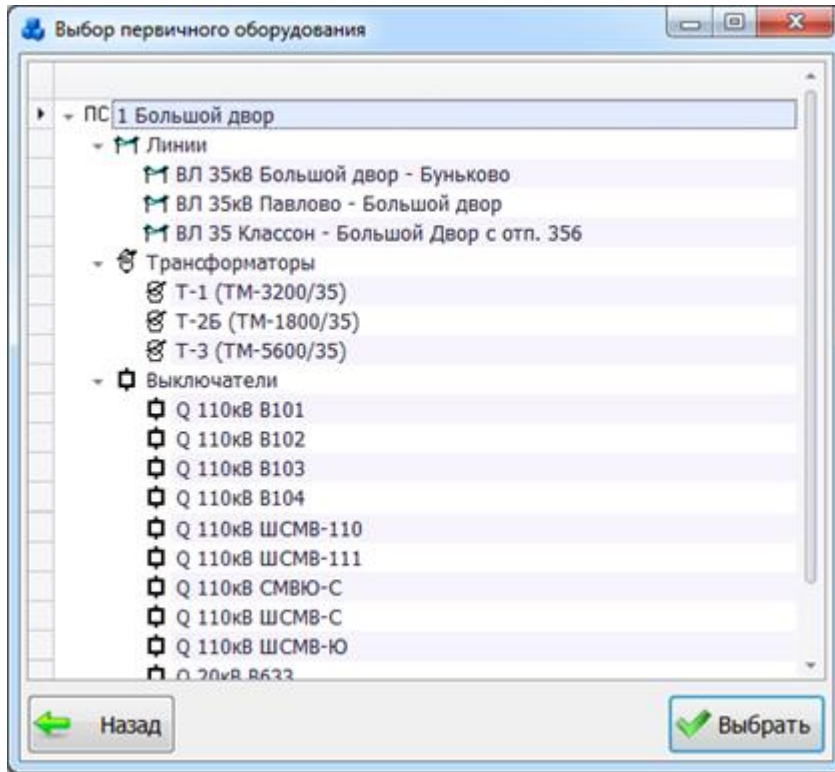 Выбор первичного оборудования
ПС 1 Большой двор
Линии
ВЛ 35кВ Большой двор - Буньково
ВЛ 35кВ Павлово - Большой двор
ВЛ 35 Классон - Большой Двор с отп. 356
Трансформаторы
Т-1 (ТМ-3200/35)
Т-2Б (ТМ-1800/35)
Т-3 (ТМ-5600/35)
Выключатели
Q 110кВ В101
Q 110кВ В102
Q 110кВ В103
Q 110кВ В104
Q 110кВ ШСМВ-110
Q 110кВ ШСМВ-111
Q 110кВ СМВЮ-С
Q 110кВ ШСМВ-С
Q 110кВ ШСМВ-Ю
Q 20кВ В633
Назад
Выбрать